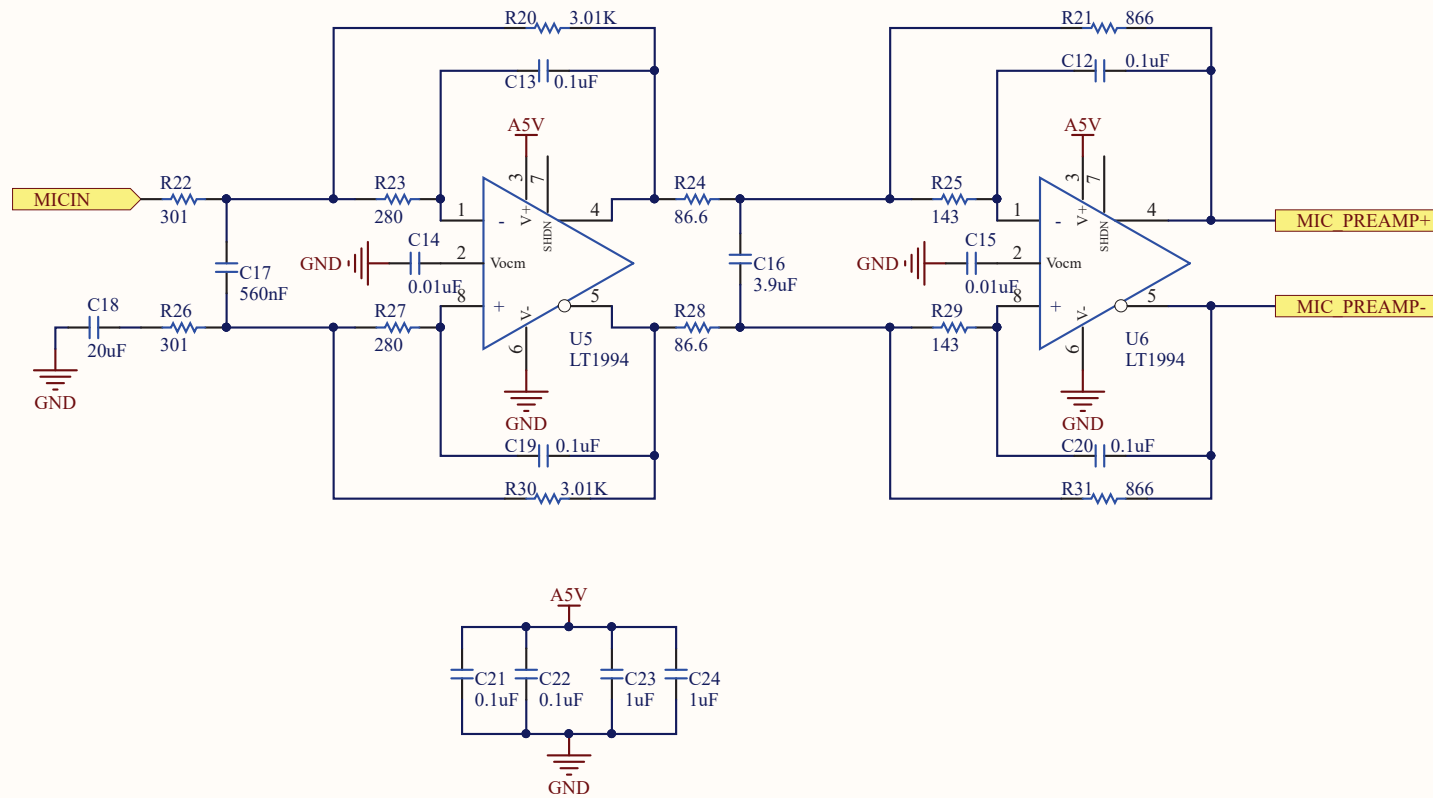 R20 3.01K
R21 866
C13 0.1uF
C12 0.1uF
A5V
A5V
3
7
3
7
MICIN
R22
301
R23
280
R24
86.6
R25
143
1
-
V+
SHDN
4
1
-
V+
SHDN
4
MIC_PREAMP+
GND
C14
0.01uF
2
Vocm
GND
C15
0.01uF
2
Vocm
C17
560nF
C16
3.9uF
8
+
V-
5
8
+
V-
5
MIC_PREAMP-
C18
20uF
R26
301
R27
280
R28
86.6
R29
143
6
U5
LT1994
6
U6
LT1994
GND
GND
GND
C19 0.1uF
C20 0.1uF
R30 3.01K
R31 866
A5V
C21
0.1uF
C22
0.1uF
C23
1uF
C24
1uF
GND